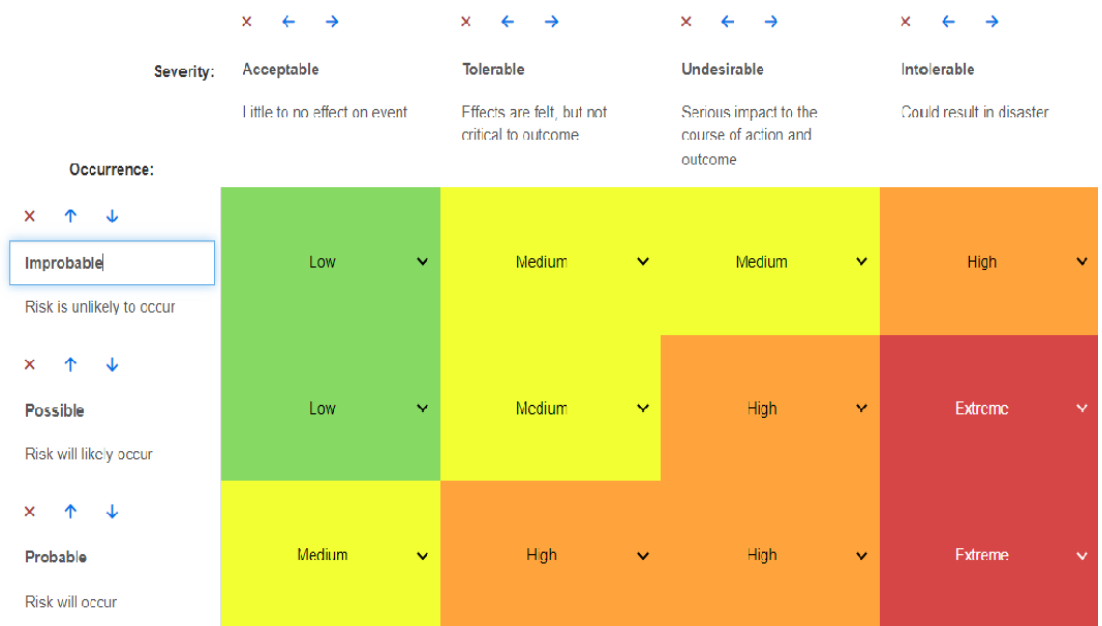 Severity:
Acceptable
Tolerable
Undesirable
Intolerable
Little to no effect on event
Effects are felt, but not
critical to outcome
Serious impact to the
course of action and
outcome
Could result in disaster
Occurrence:
Improbable
Risk is unlikely to occur
Low
Medium
Medium
High
Possible
Risk will likely occur
Low
Medium
High
Extreme
Probable
Risk will occur
Medium
High
High
Extreme